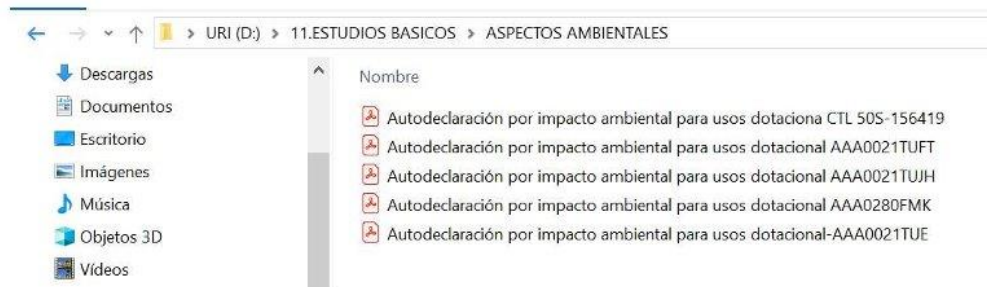 URI (D:) > 11.ESTUDIOS BASICOS > ASPECTOS AMBIENTALES
Descargas
Documentos
Escritorio
Imágenes
Música
Objetos 3D
Vídeos
Nombre
Autodeclaración por impacto ambiental para usos dotaciona CTL 50S-156419
Autodeclaración por impacto ambiental para usos dotacional AAA0021TUFT
Autodeclaración por impacto ambiental para usos dotacional AAA0021TUJH
Autodeclaración por impacto ambiental para usos dotacional AAA0280FMK
Autodeclaración por impacto ambiental para usos dotacional-AAA0021TUE